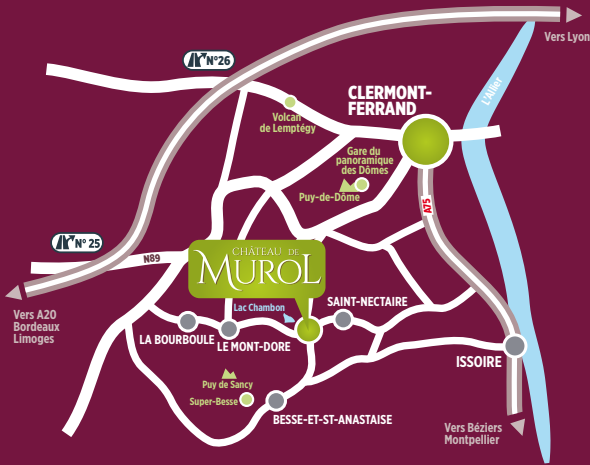 Vers Lyon
N°26
CLERMONT-
FERRAND
L'Allier
Volcan
de Lemptégy
Gare du
panoramique
des Dômes
Puy-de-Dôme
A75
N° 25
N89
CHÂTEAU DE
MUROL
Vers A20
Bordeaux
Limoges
Lac Chambon
SAINT-NECTAIRE
LA BOURBOULE
LE MONT-DORE
ISSOIRE
Puy de Sancy
Super-Besse
BESSE-ET-ST-ANASTAISE
Vers Béziers
Montpellier